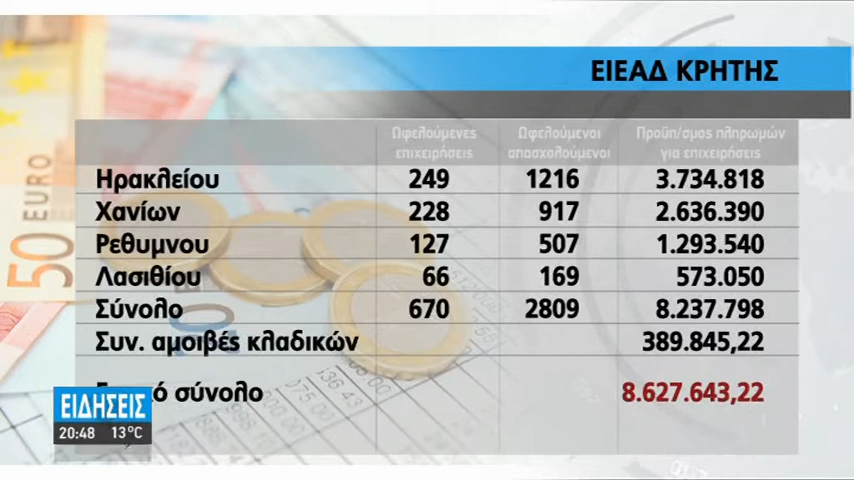 ΕΙΕΑΔ ΚΡΗΤΗΣ
Ωφελούμενες επιχειρήσεις Ωφελούμενοι απασχολούμενοι Προϋπ/σμος πληρωμών για επιχειρήσεις
Ηρακλείου 249 1216 3.734.818
Χανίων 228 917 2.636.390
Ρεθυμνου 127 507 1.293.540
Λασιθίου 66 169 573.050
Σύνολο 670 2809 8.237.798
Συν. αμοιβές κλαδικών 389.845,22
σύνολο 8.627.643,22
ΕΙΔΗΣΕΙΣ
20:48 13°C
50 EURO